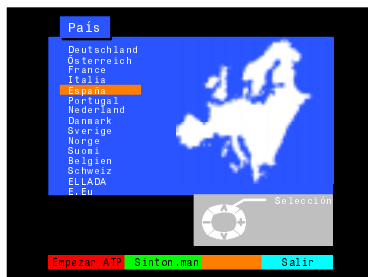 País
Deutschland
Österreich
France
Italia
España
Portugal
Nederland
Danmark
Sverige
Norge
Suomi
Belgien
Schweiz
ELLADA
E.Eu
Selección
Empezar ATP Sinton.man Salir